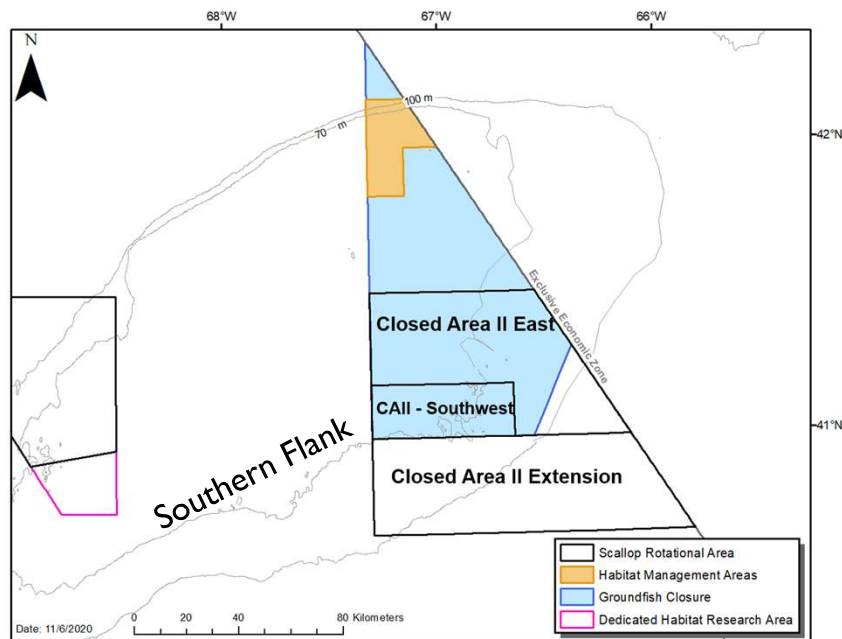 68°W 67°W 66°W
N
100 m
70 m
42°N
Exclusive Economic Zone
Closed Area II East
CAII - Southwest
41°N
Southern Flank
Closed Area II Extension
Scallop Rotational Area
Habitat Management Areas
Groundfish Closure
Dedicated Habitat Research Area
Date: 11/6/2020
0 20 40 80 Kilometers